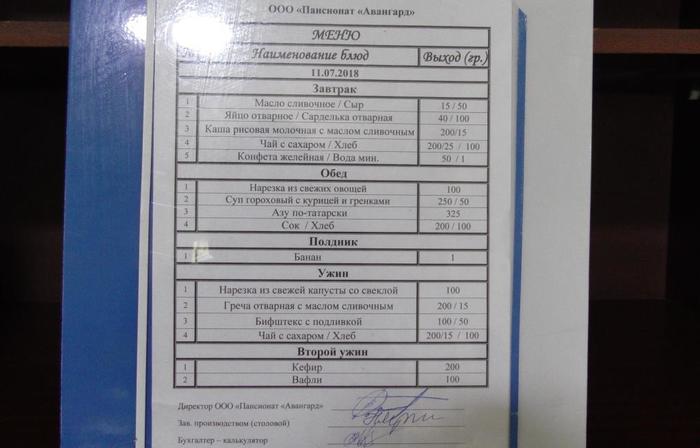 ООО «Пансионат «Авангард»
МЕНЮ
Наименование блюд Выход (гр.)
11.07.2018
Завтрак
1 Масло сливочное / Сыр 15 / 50
2 Яйцо отварное / Сарделька отварная 40 / 100
3 Каша рисовая молочная с маслом сливочным 200/15
4 Чай с сахаром / Хлеб 200/25 / 100
5 Конфета желейная / Вода мин. 50 / 1
Обед
1 Нарезка из свежих овощей 100
2 Суп гороховый с курицей и гренками 250 / 50
3 Азу по-татарски 325
4 Сок / Хлеб 200 / 100
Полдник
1 Банан 1
Ужин
1 Нарезка из свежей капусты со свеклой 100
2 Греча отварная с маслом сливочным 200 / 15
3 Бифштекс с подливкой 100 / 50
4 Чай с сахаром / Хлеб 200/15 / 100
Второй ужин
1 Кефир 200
2 Вафли 100
Директор ООО «Пансионат «Авангард»
Зав. производством (столовой)
Бухгалтер – калькулятор